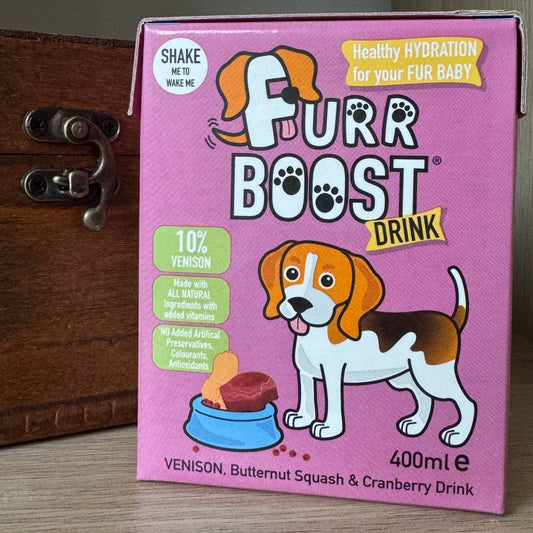 SHAKE
ME TO
WAKE ME
Healthy HYDRATION
for your FUR BABY
FURR
BOOST®
DRINK
10%
VENISON
Made with
ALL NATURAL
Ingredients with
added vitamins
NO Added Artifical
Preservatives,
Colourants,
Antioxidants
400ml e
VENISON, Butternut Squash & Cranberry Drink